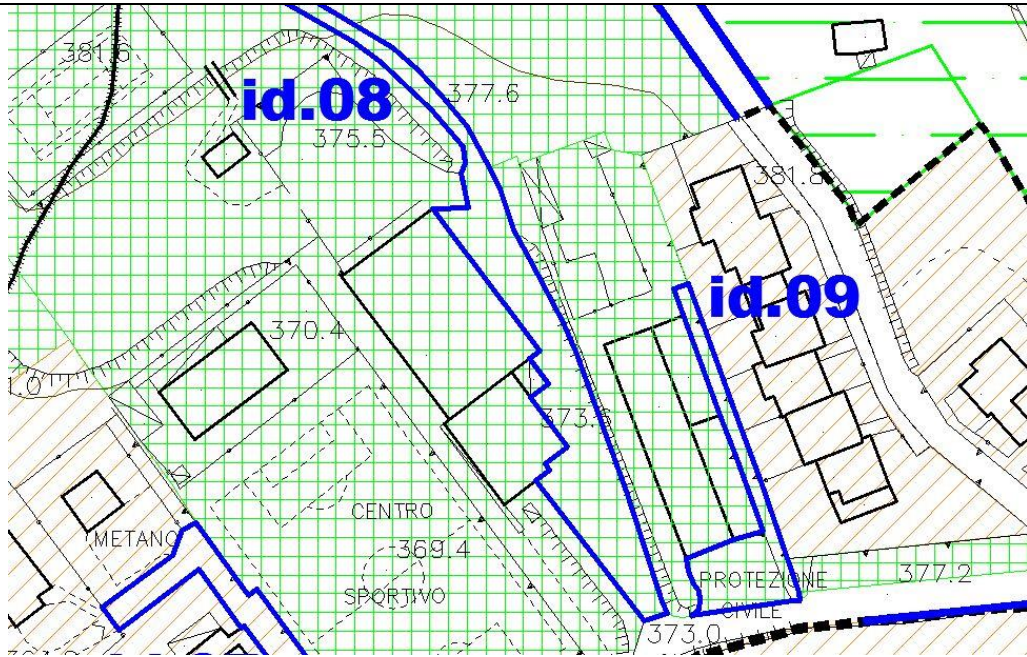 381.6
id.08
377.6
375.5
381.8
id.09
370.4
373.6
CENTRO
METANO
369.4
PROTEZIONE
377.2
SPORTIVO
CIVILE
373.0